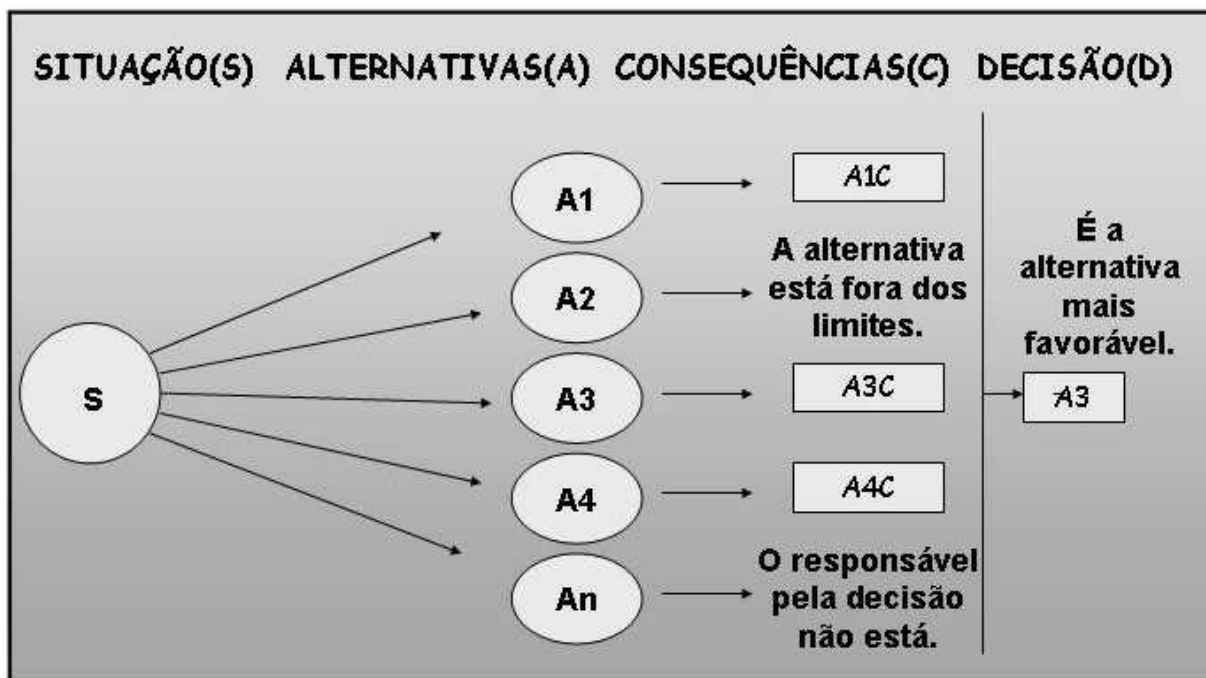 SITUAÇÃO(S) ALTERNATIVAS(A) CONSEQUÊNCIAS(C) DECISÃO(D)
S
A1
A2
A3
A4
An
A1C
A alternativa
está fora dos
limites.
A3C
A4C
O responsável
pela decisão
não está.
É a
alternativa
mais
favorável.
A3